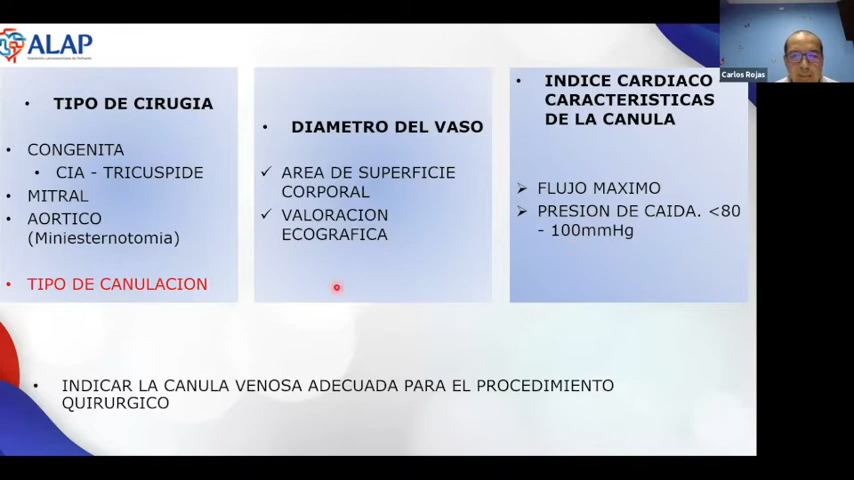 ALAP
Carlos Rojas
• TIPO DE CIRUGIA
• CONGENITA
• CIA - TRICUSPIDE
• MITRAL
• AORTICO
(Miniesternotomia)
• TIPO DE CANULACION
• DIAMETRO DEL VASO
✓ AREA DE SUPERFICIE
CORPORAL
✓ VALORACION
ECOGRAFICA
• INDICE CARDIACO
CARACTERISTICAS
DE LA CANULA
➢ FLUJO MAXIMO
➢ PRESION DE CAIDA. <80
- 100mmHg
• INDICAR LA CANULA VENOSA ADECUADA PARA EL PROCEDIMIENTO
QUIRURGICO